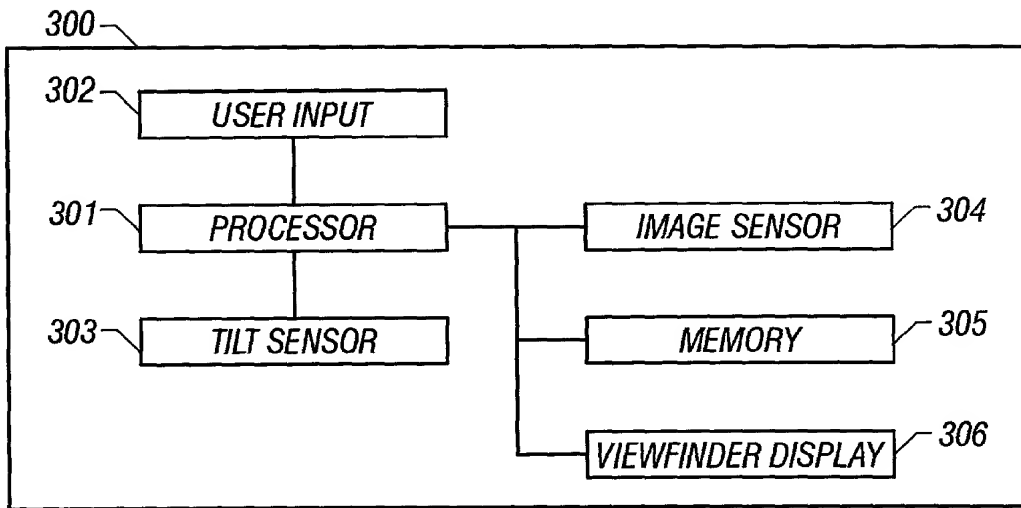 300
302
USER INPUT
301
PROCESSOR
IMAGE SENSOR
304
303
TILT SENSOR
MEMORY
305
VIEWFINDER DISPLAY
306